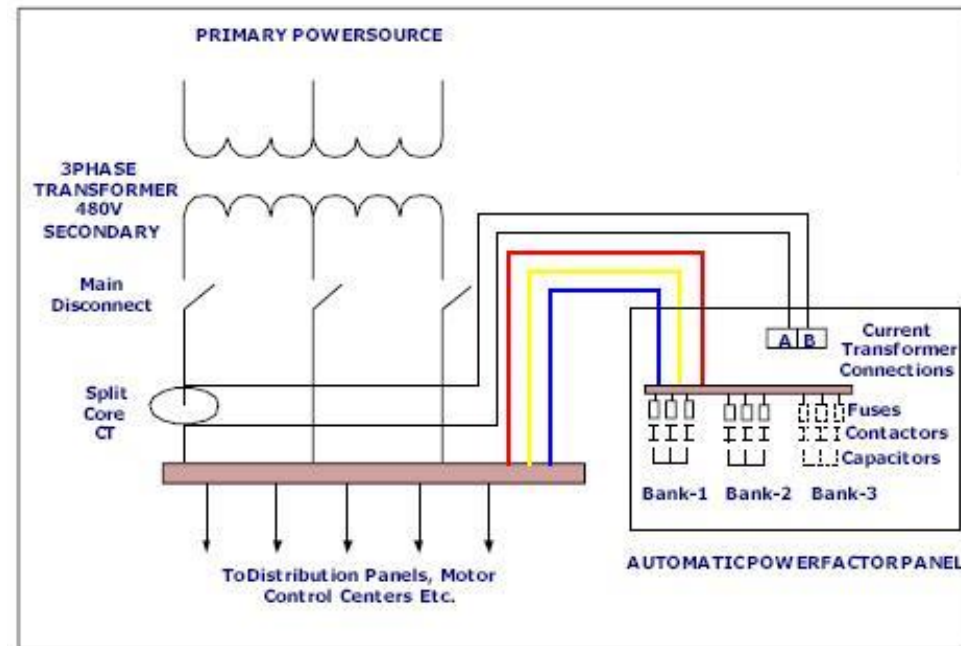 PRIMARY POWERSOURCE
3PHASE
TRANSFORMER
480V
SECONDARY
Main
Disconnect
Split
Core
CT
A B
Current
Transformer
Connections
Fuses
Contactors
Capacitors
Bank-1 Bank-2 Bank-3
AUTOMATICPOWERFACTORPANEL
ToDistribution Panels, Motor
Control Centers Etc.